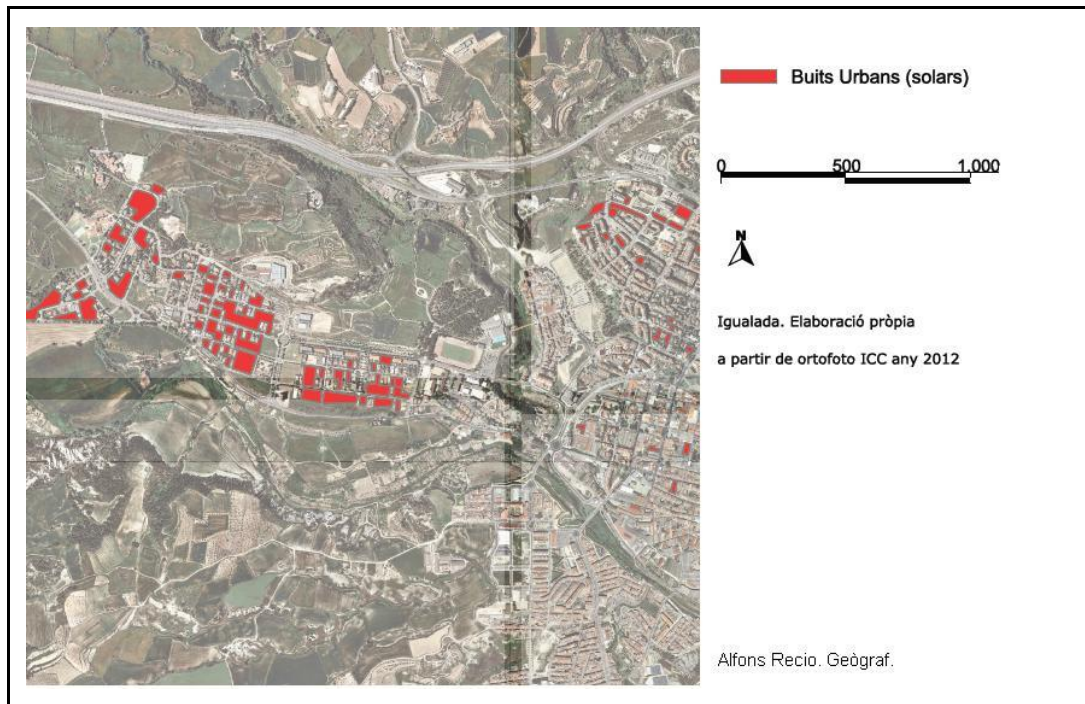 Buits Urbans (solars)
0 500 1.000
N
Igualada. Elaboració pròpia
a partir de ortofoto ICC any 2012
Alfons Recio. Geògraf.